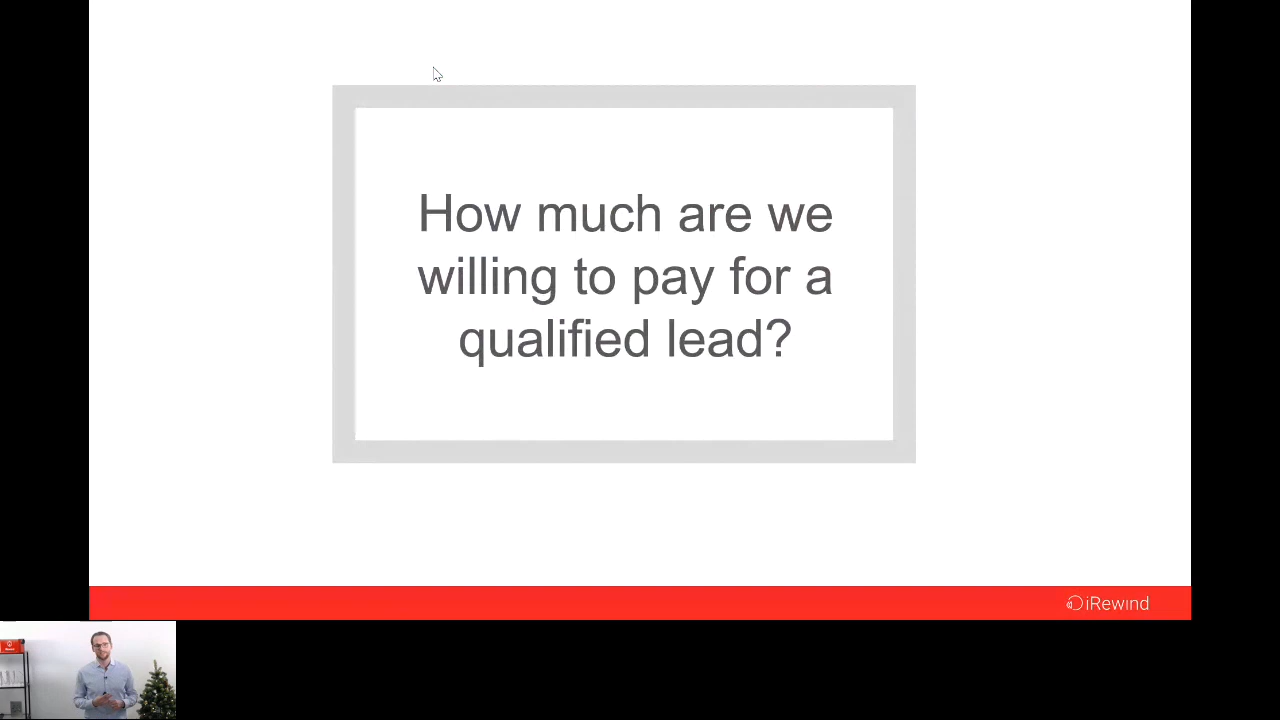 How much are we
willing to pay for a
qualified lead?
iRewind